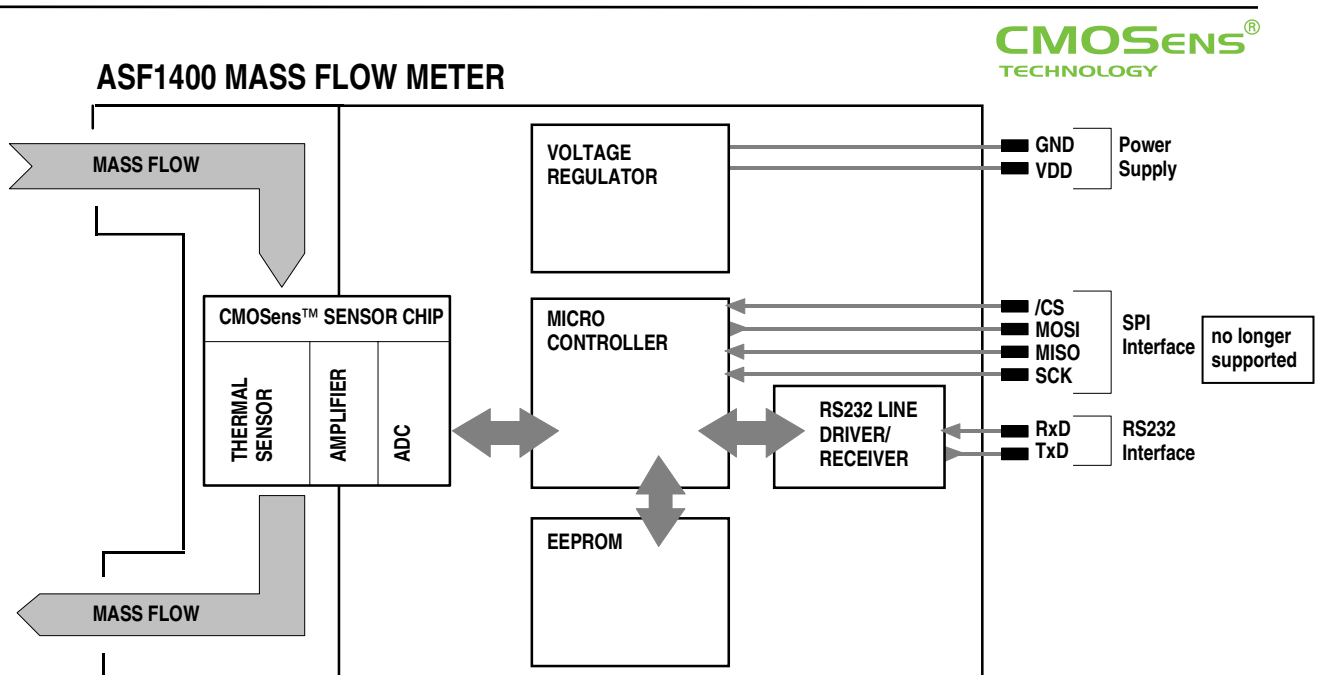 CMOSENS®
TECHNOLOGY
ASF1400 MASS FLOW METER
MASS FLOW
VOLTAGE
REGULATOR
GND
VDD
Power
Supply
CMOSens™ SENSOR CHIP
THERMAL
SENSOR
AMPLIFIER
ADC
MICRO
CONTROLLER
/CS
MOSI
MISO
SCK
SPI
Interface
no longer
supported
RS232 LINE
DRIVER/
RECEIVER
RxD
TxD
RS232
Interface
EEPROM
MASS FLOW